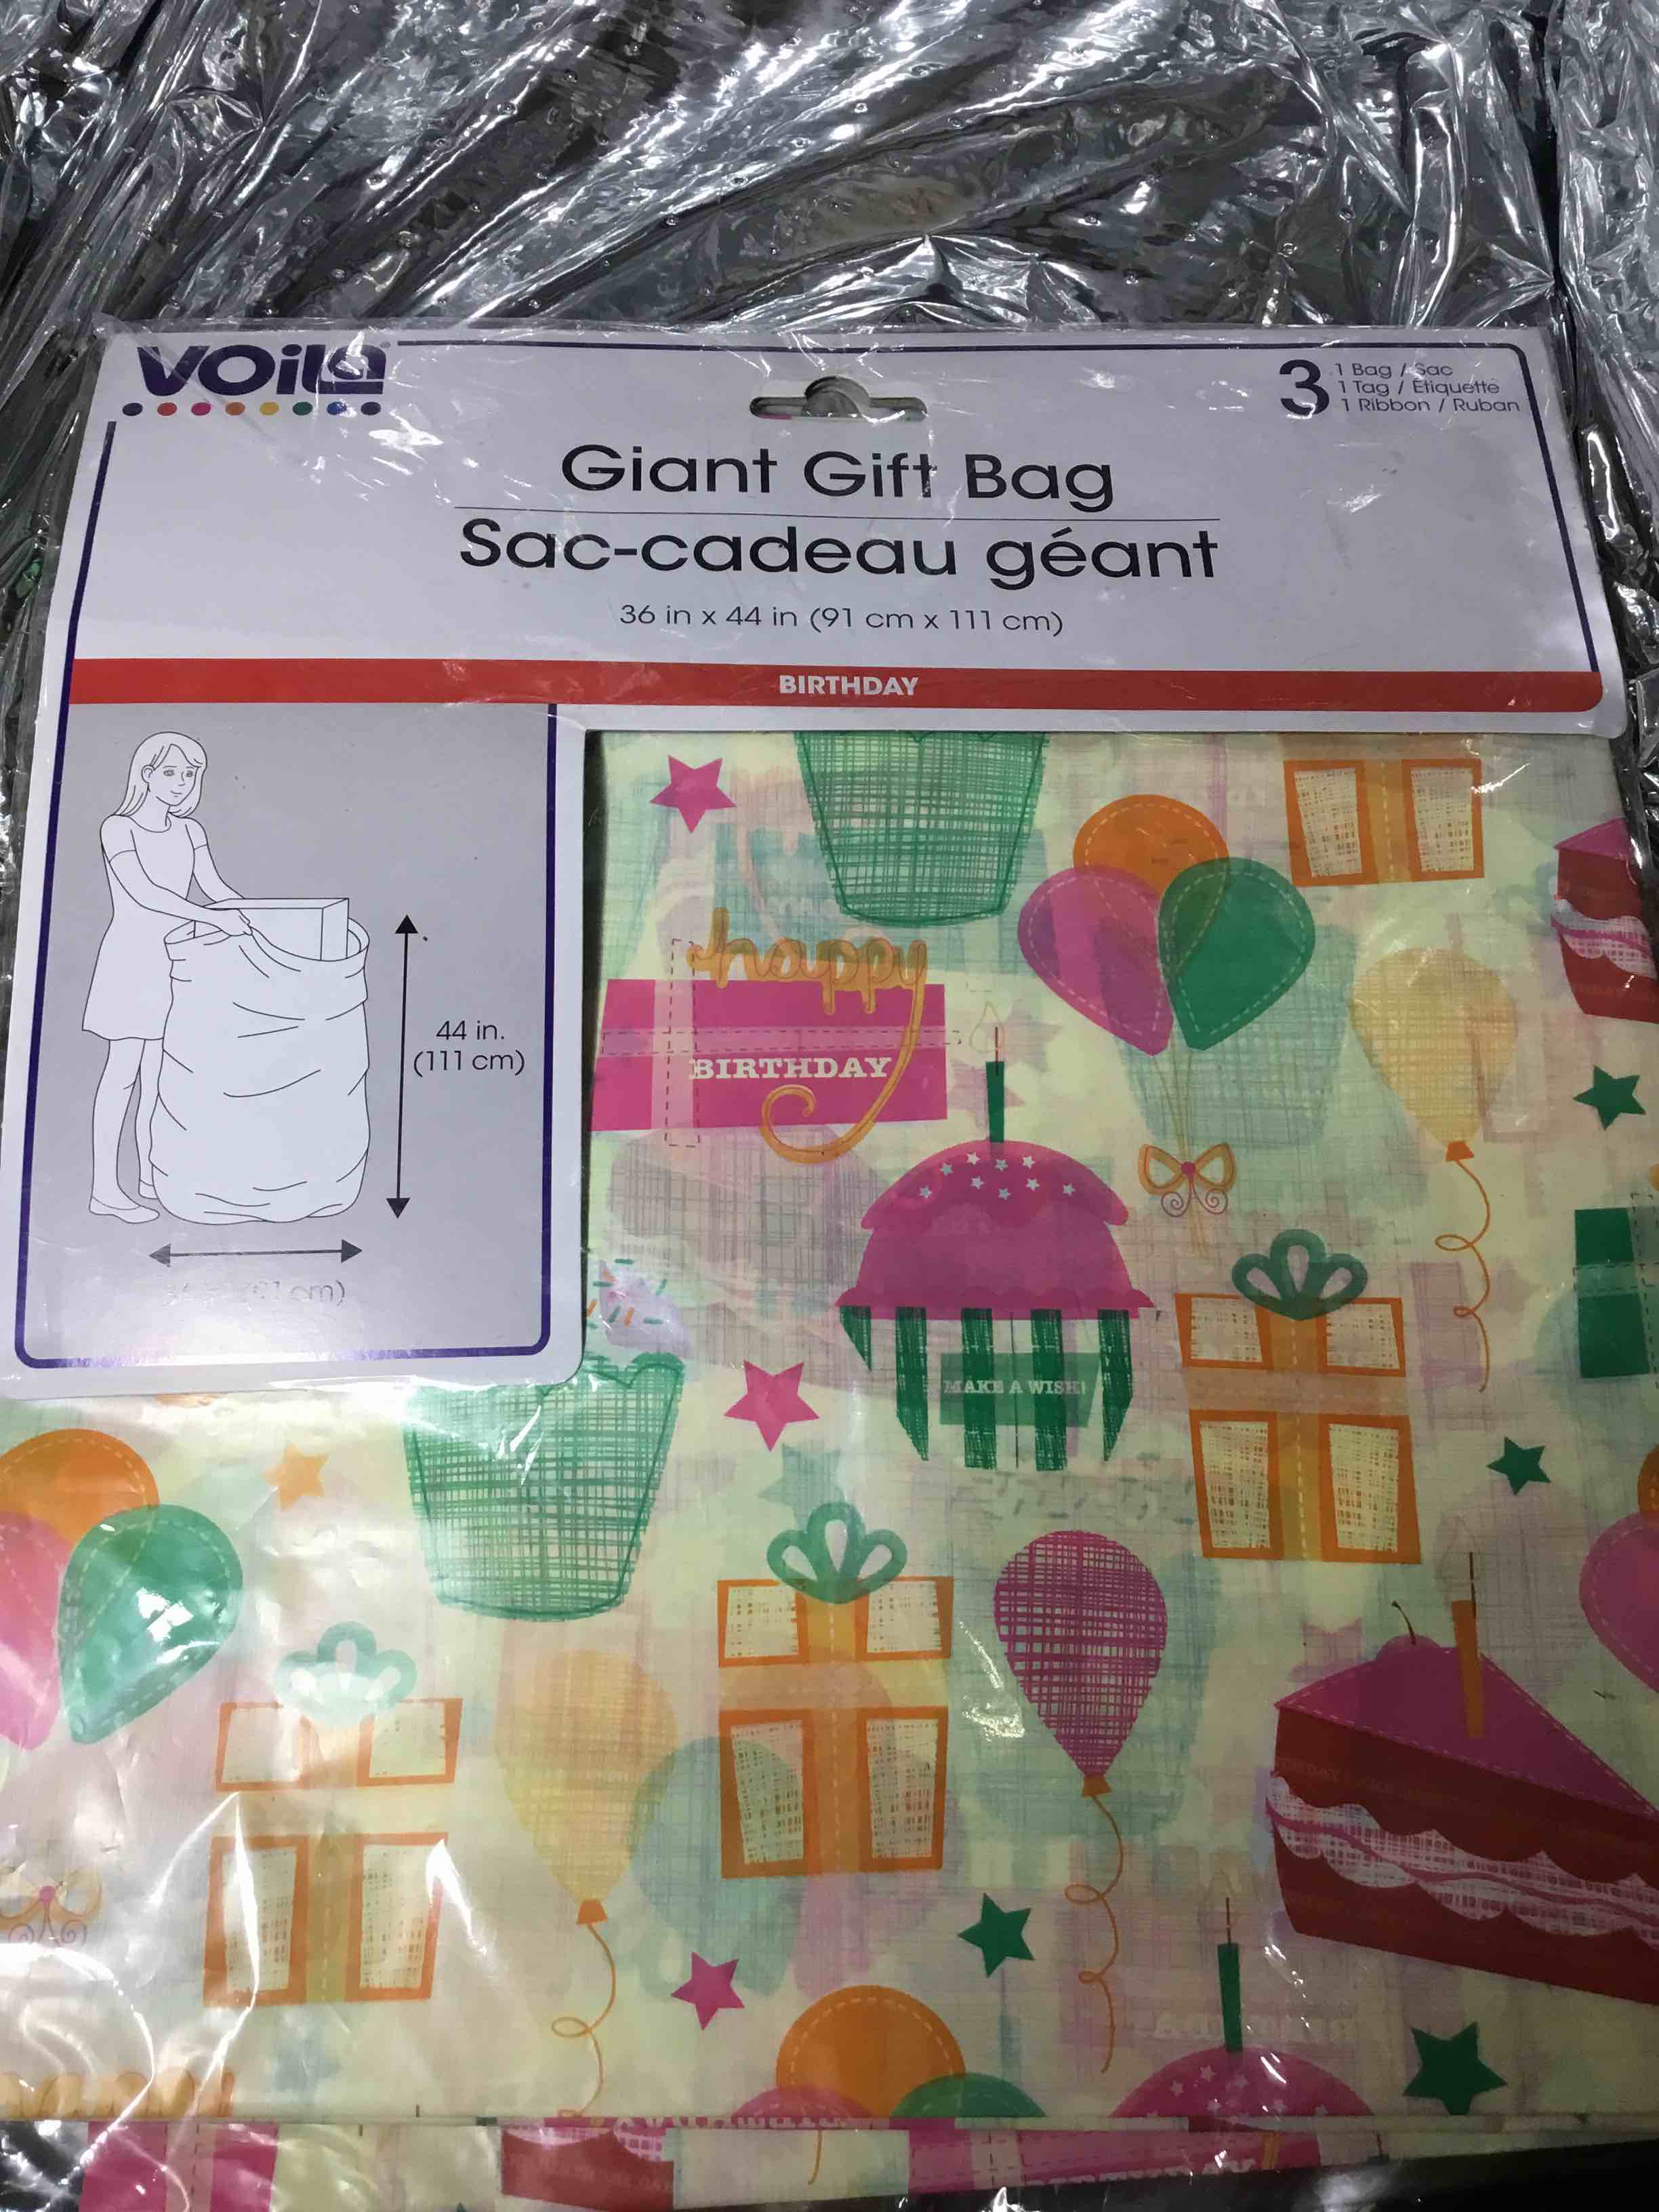 VOiLà
3
1 Bag / Sac
1 Tag / Étiquette
1 Ribbon / Ruban
Giant Gift Bag
Sac-cadeau géant
36 in x 44 in (91 cm x 111 cm)
BIRTHDAY
44 in.
(111 cm)
happy
BIRTHDAY
MAKE A WISH!